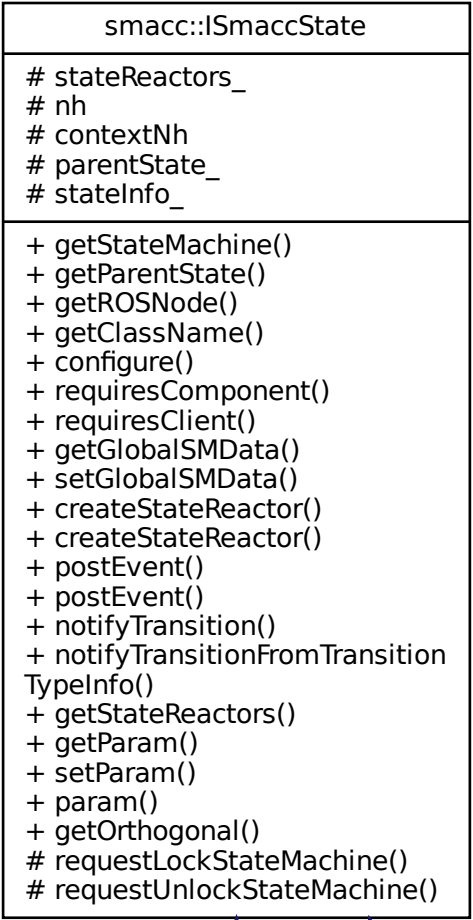 smacc::ISmaccState
# stateReactors_
# nh
# contextNh
# parentState_
# stateInfo_
+ getStateMachine()
+ getParentState()
+ getROSNode()
+ getClassName()
+ configure()
+ requiresComponent()
+ requiresClient()
+ getGlobalSMData()
+ setGlobalSMData()
+ createStateReactor()
+ createStateReactor()
+ postEvent()
+ postEvent()
+ notifyTransition()
+ notifyTransitionFromTransition
TypeInfo()
+ getStateReactors()
+ getParam()
+ setParam()
+ param()
+ getOrthogonal()
# requestLockStateMachine()
# requestUnlockStateMachine()